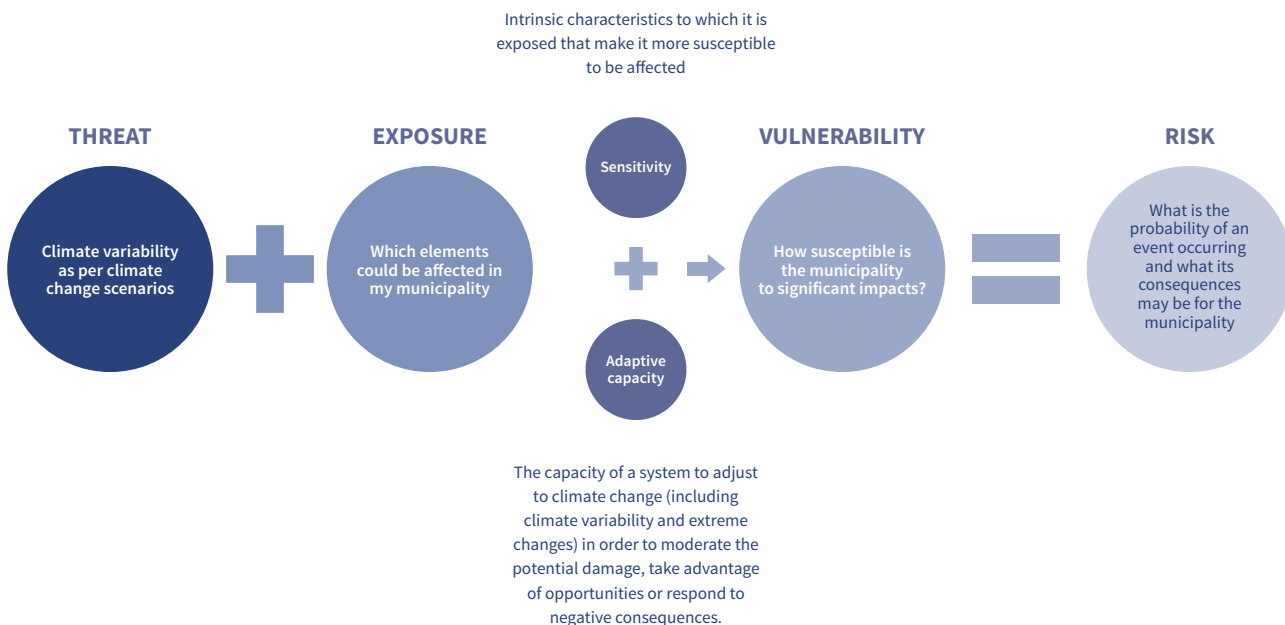 Intrinsic characteristics to which it is
exposed that make it more susceptible
to be affected
THREAT
EXPOSURE
VULNERABILITY
RISK
Climate variability
as per climate
change scenarios
Which elements
could be affected in
my municipality
Sensitivity
Adaptive
capacity
How susceptible is
the municipality
to significant impacts?
What is the
probability of an
event occurring
and what its
consequences
may be for the
municipality
The capacity of a system to adjust
to climate change (including
climate variability and extreme
changes) in order to moderate the
potential damage, take advantage
of opportunities or respond to
negative consequences.